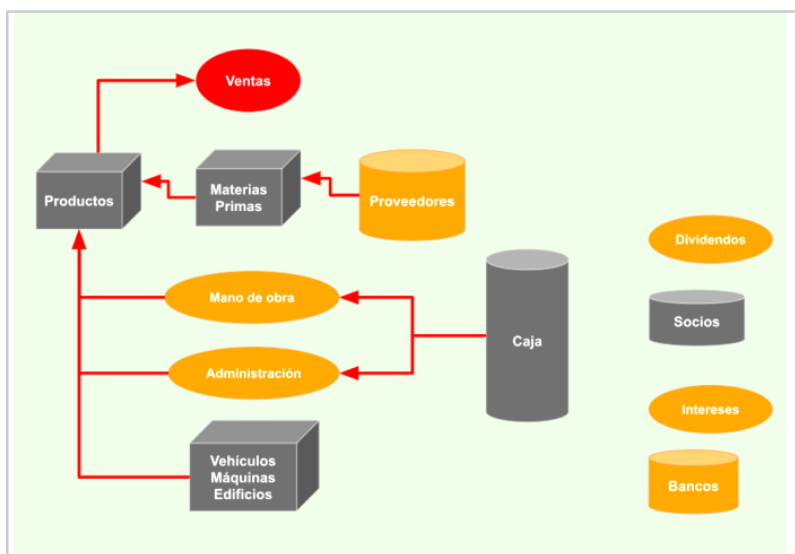 Ventas
Productos
Materias
Primas
Proveedores
Dividendos
Mano de obra
Socios
Caja
Administración
Intereses
Vehículos
Máquinas
Edificios
Bancos